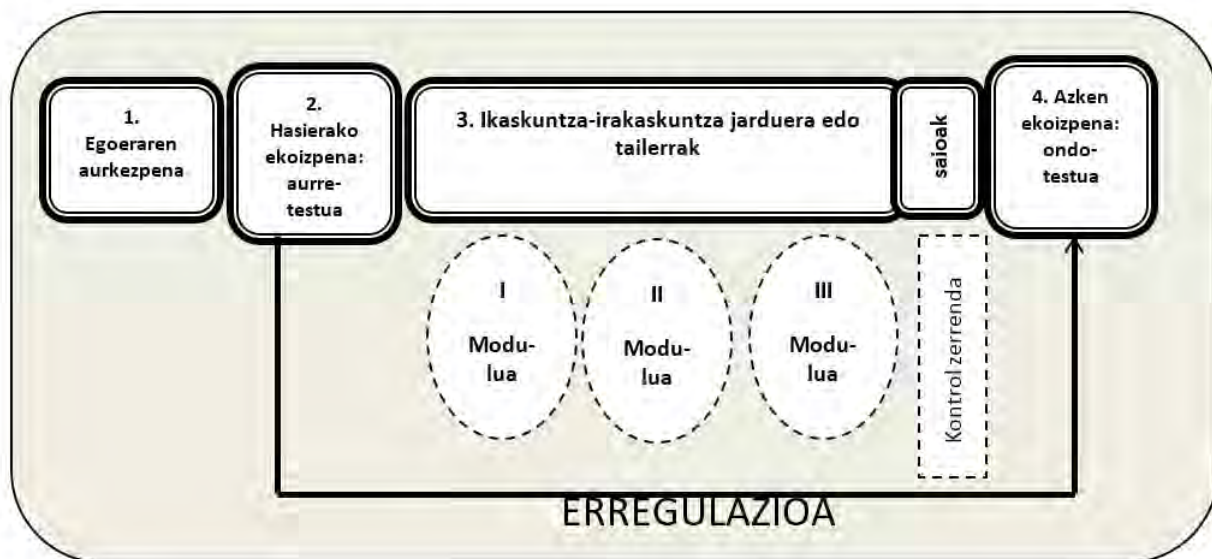 1.
Egoeraren
aurkezpena
2.
Hasierako
ekoizpena:
aurre-
testua
3. Ikaskuntza-irakaskuntza jarduera edo
tailerrak
saioak
4. Azken
ekoizpena:
ondo-
testua
I
Modu-
lua
II
Modu-
lua
III
Modu-
lua
Kontrol zerrenda
ERREGULAZIOA